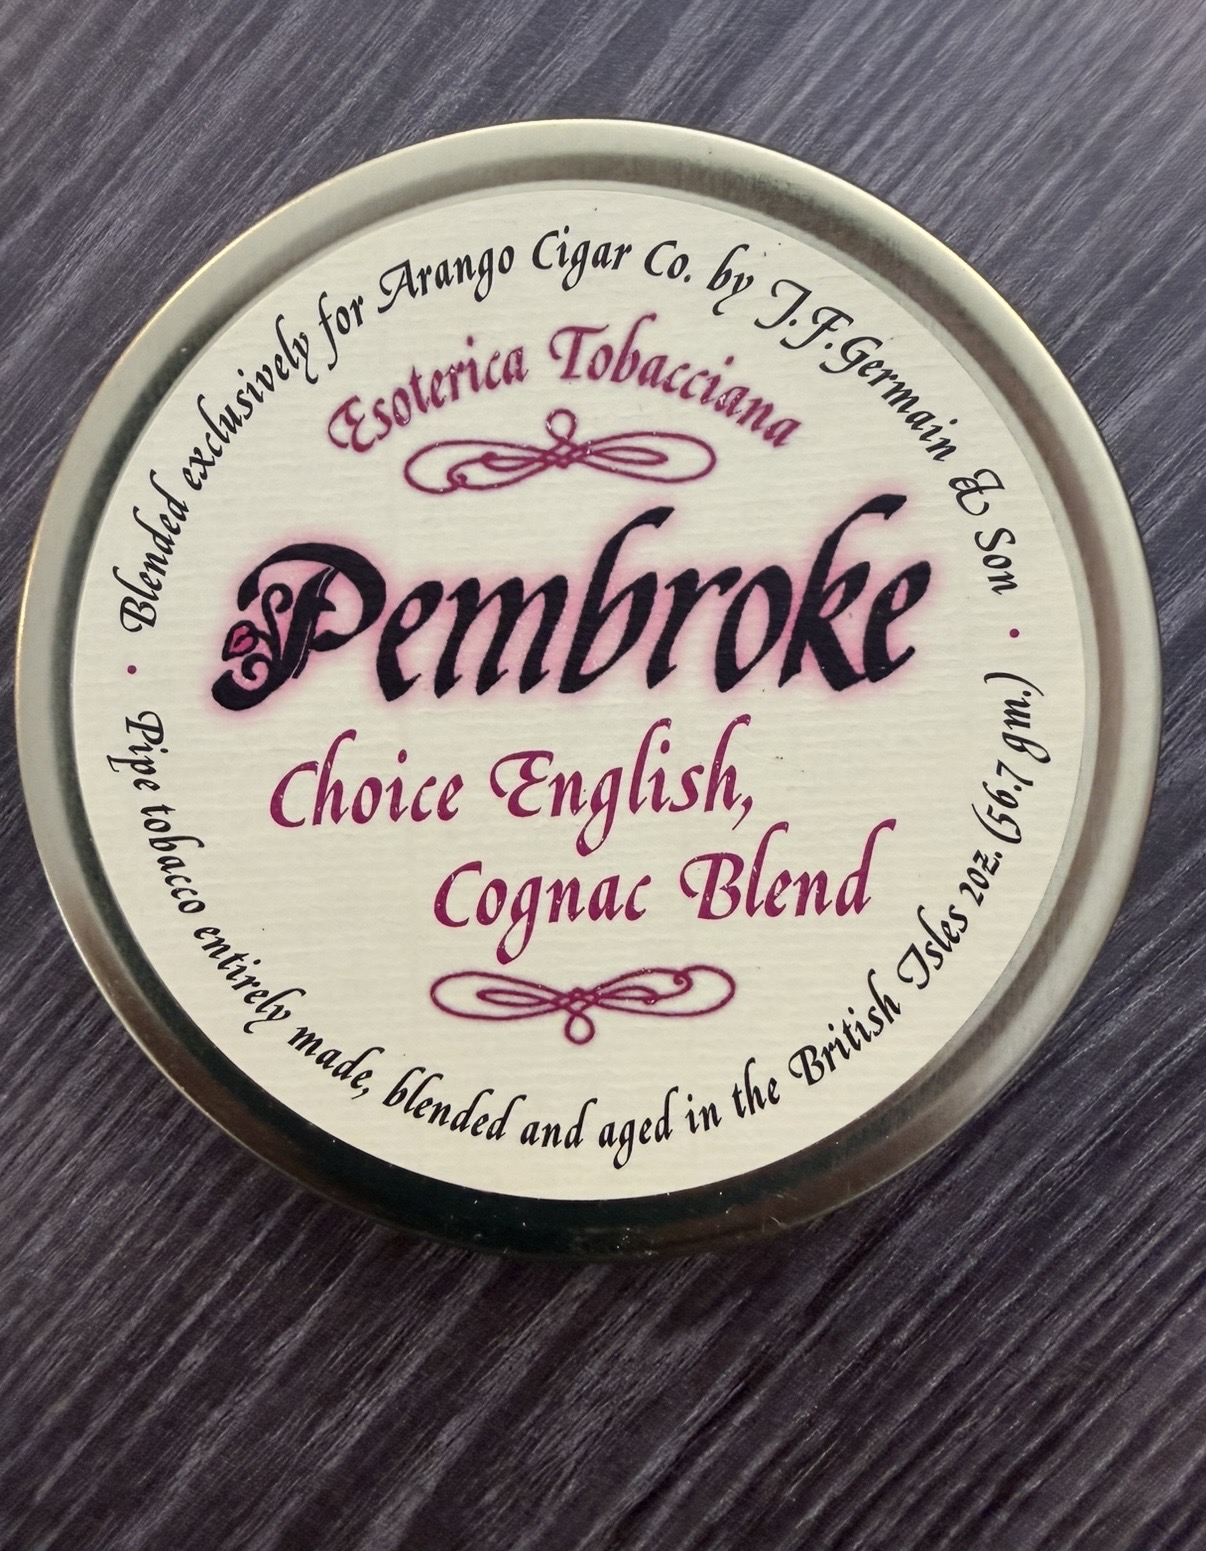 • Blended exclusively for Arango Cigar Co. by J.F. Germain & Son •
Esoterica Tobacciana
Pembroke
Choice English,
Cognac Blend
Pipe tobacco entirely made, blended and aged in the British Isles 2oz. (56.7 gm.)